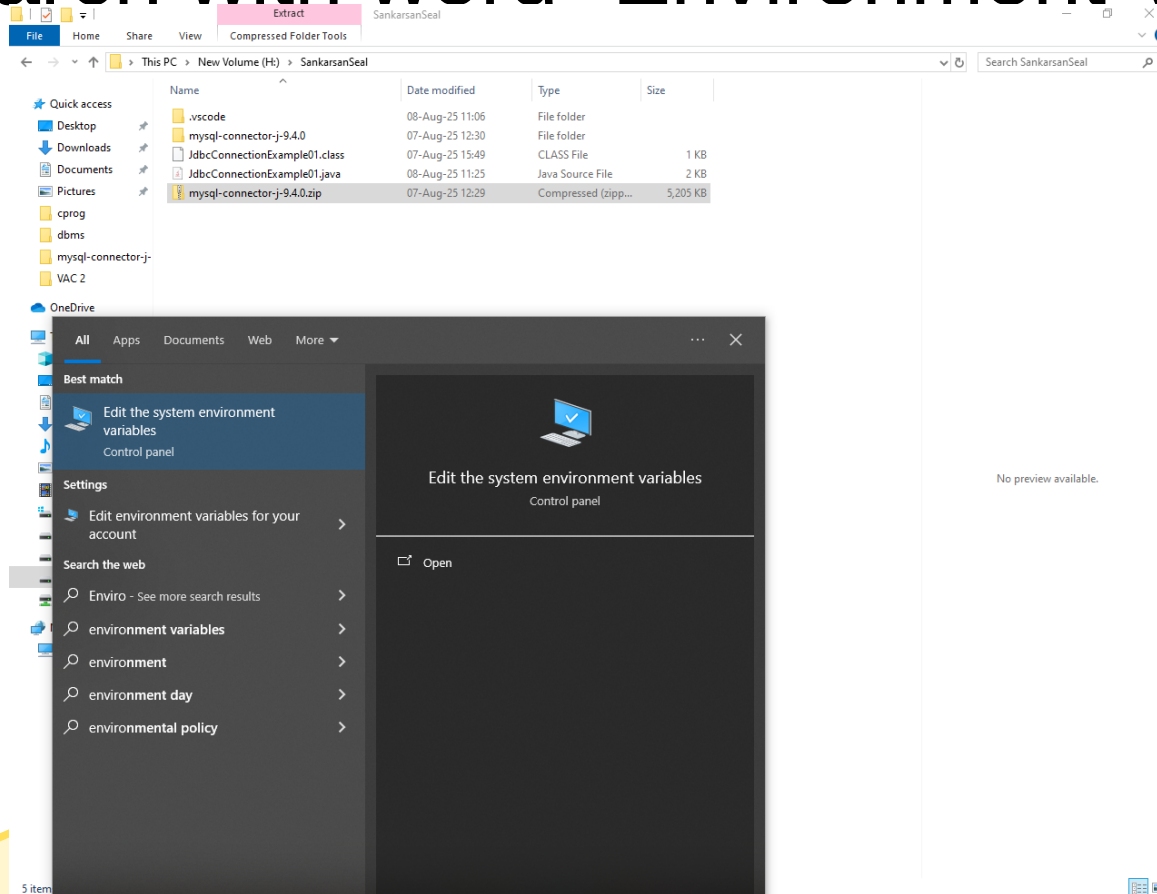 with word "Environment
Extract
SankarsanSeal
File
Home
Share
View
Compressed Folder Tools
This PC > New Volume (H:) > SankarsanSeal
Search SankarsanSeal
Name
Date modified
Type
Size
Quick access
Desktop
Downloads
Documents
Pictures
cprog
dbms
mysql-connector-j-
VAC 2
OneDrive
.vscode
08-Aug-25 11:06
File folder
mysql-connector-j-9.4.0
07-Aug-25 12:30
File folder
JdbcConnectionExample01.class
07-Aug-25 15:49
CLASS File
1 KB
JdbcConnectionExample01.java
08-Aug-25 11:25
Java Source File
2 KB
mysql-connector-j-9.4.0.zip
07-Aug-25 12:29
Compressed (zipp...
5,205 KB
All
Apps
Documents
Web
More
Best match
Edit the system environment
variables
Control panel
Settings
Edit environment variables for your
account
Search the web
Enviro - See more search results
environment variables
environment
environment day
environmental policy
Edit the system environment variables
Control panel
Open
No preview available.
5 item